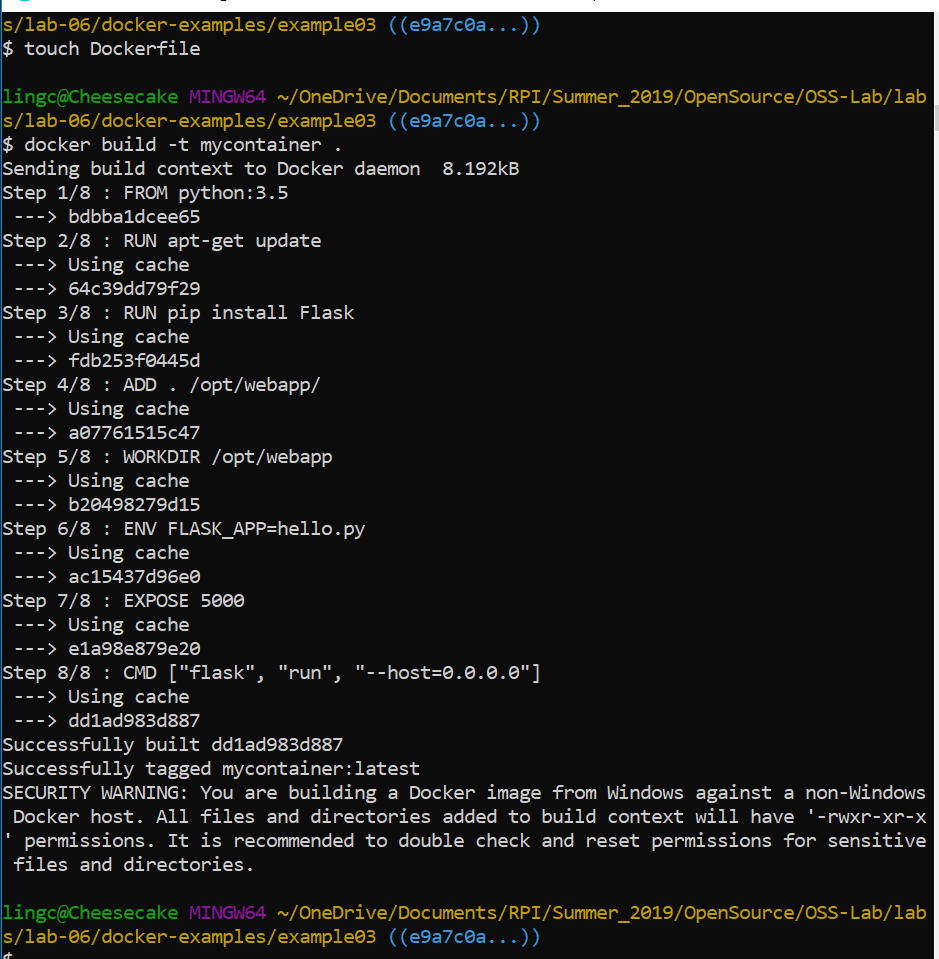 s/lab-06/docker-examples/example03 ((e9a7c0a...))
$ touch Dockerfile
lingc@Cheesecake MINGW64 ~/OneDrive/Documents/RPI/Summer_2019/OpenSource/OSS-Lab/lab
s/lab-06/docker-examples/example03 ((e9a7c0a...))
$ docker build -t mycontainer .
Sending build context to Docker daemon  8.192kB
Step 1/8 : FROM python:3.5
 ---> bdbba1dcee65
Step 2/8 : RUN apt-get update
 ---> Using cache
 ---> 64c39dd79f29
Step 3/8 : RUN pip install Flask
 ---> Using cache
 ---> fdb253f0445d
Step 4/8 : ADD . /opt/webapp/
 ---> Using cache
 ---> a07761515c47
Step 5/8 : WORKDIR /opt/webapp
 ---> Using cache
 ---> b20498279d15
Step 6/8 : ENV FLASK_APP=hello.py
 ---> Using cache
 ---> ac15437d96e0
Step 7/8 : EXPOSE 5000
 ---> Using cache
 ---> e1a98e879e20
Step 8/8 : CMD ["flask", "run", "--host=0.0.0.0"]
 ---> Using cache
 ---> dd1ad983d887
Successfully built dd1ad983d887
Successfully tagged mycontainer:latest
SECURITY WARNING: You are building a Docker image from Windows against a non-Windows
 Docker host. All files and directories added to build context will have '-rwxr-xr-x
' permissions. It is recommended to double check and reset permissions for sensitive
 files and directories.
lingc@Cheesecake MINGW64 ~/OneDrive/Documents/RPI/Summer_2019/OpenSource/OSS-Lab/lab
s/lab-06/docker-examples/example03 ((e9a7c0a...))
$